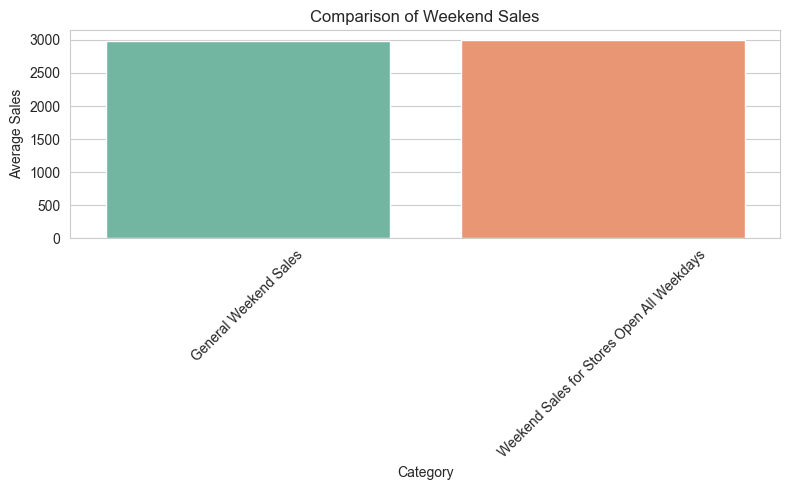 Comparison of Weekend Sales
Average Sales
3000
2500
2000
1500
1000
500
0
General Weekend Sales
Weekend Sales for Stores Open All Weekdays
Category